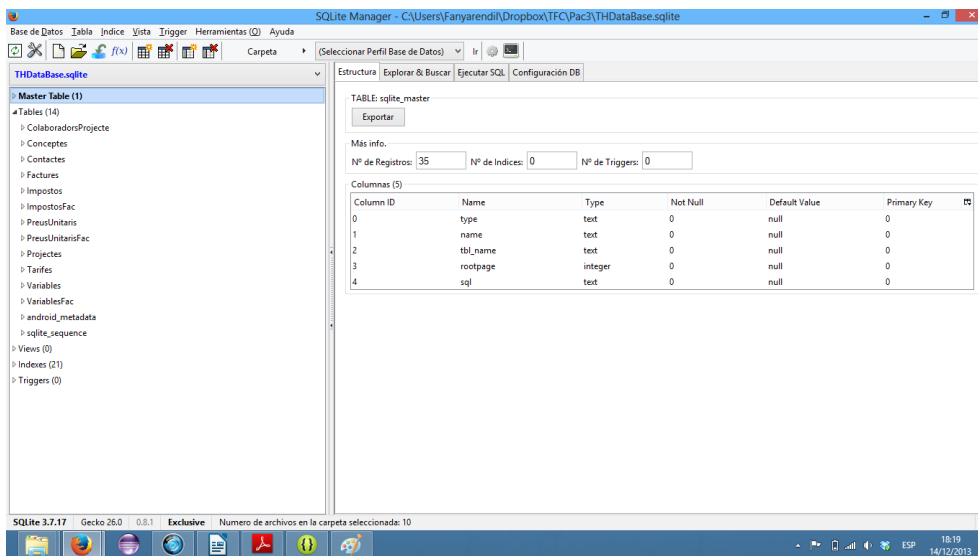 SQLite Manager - C:\Users\Fanyarendil\Dropbox\TFC\Pac3\THDataBase.sqlite
Base de Datos Tabla Indice Vista Trigger Herramientas (O) Ayuda
f(x) Carpeta (Seleccionar Perfil Base de Datos) Ir
THDataBase.sqlite
Master Table (1)
Tables (14)
ColaboradorsProjecte
Conceptes
Contactes
Factures
Impostos
ImpostosFac
PreusUnitaris
PreusUnitarisFac
Projectes
Tarifes
Variables
VariablesFac
android_metadata
sqlite_sequence
Views (0)
Indexes (21)
Triggers (0)
Estructura Explorar & Buscar Ejecutar SQL Configuración DB
TABLE: sqlite_master
Exportar
Más info.
Nº de Registros: 35 Nº de Indices: 0 Nº de Triggers: 0
Columnas (5)
Column ID Name Type Not Null Default Value Primary Key
0 type text 0 null 0
1 name text 0 null 0
2 tbl_name text 0 null 0
3 rootpage integer 0 null 0
4 sql text 0 null 0
SQLite 3.7.17 Gecko 26.0 0.8.1 Exclusive Numero de archivos en la carpeta seleccionada: 10
ESP 18:19
14/12/2013